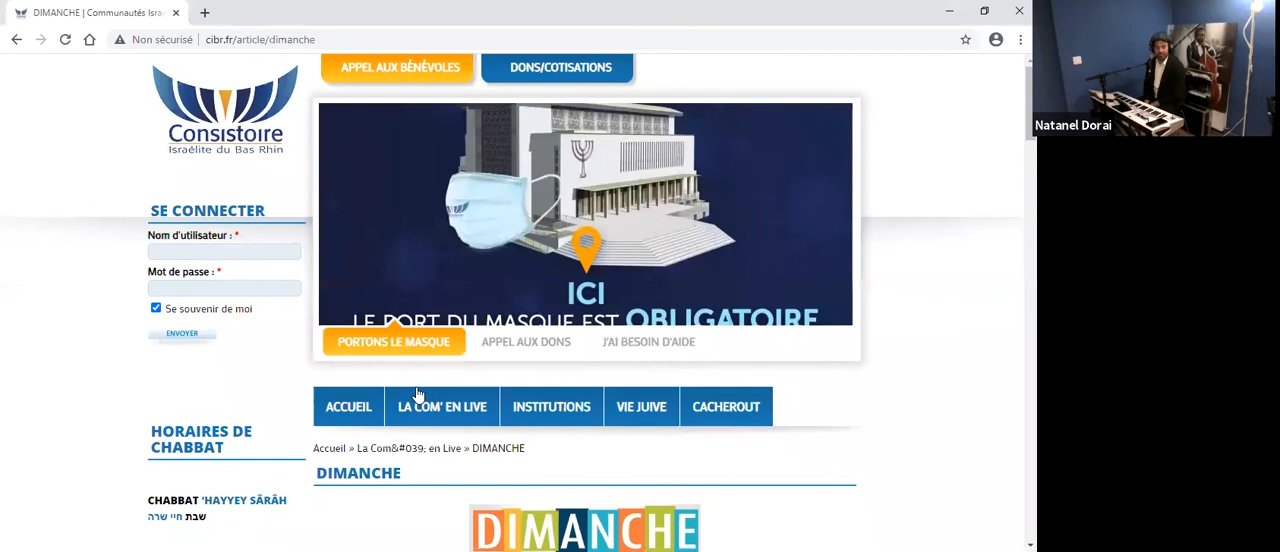 DIMANCHE | Communautés Israé
Non sécurisé
cibr.fr/article/dimanche
Consistoire
Israélite du Bas Rhin
APPEL AUX BÉNÉVOLES
DONS/COTISATIONS
ICI
LE PORT DU MASQUE EST OBLIGATOIRE
PORTONS LE MASQUE
APPEL AUX DONS
J'AI BESOIN D'AIDE
SE CONNECTER
Nom d'utilisateur : *
Mot de passe : *
Se souvenir de moi
ENVOYER
ACCUEIL
LA COM' EN LIVE
INSTITUTIONS
VIE JUIVE
CACHEROUT
HORAIRES DE
CHABBAT
CHABBAT ‘HAYYEY SÂRÂH
שבת חיי שרה
Accueil » La Com&#039; en Live » DIMANCHE
DIMANCHE
DIMANCHE
Natanel Dorai